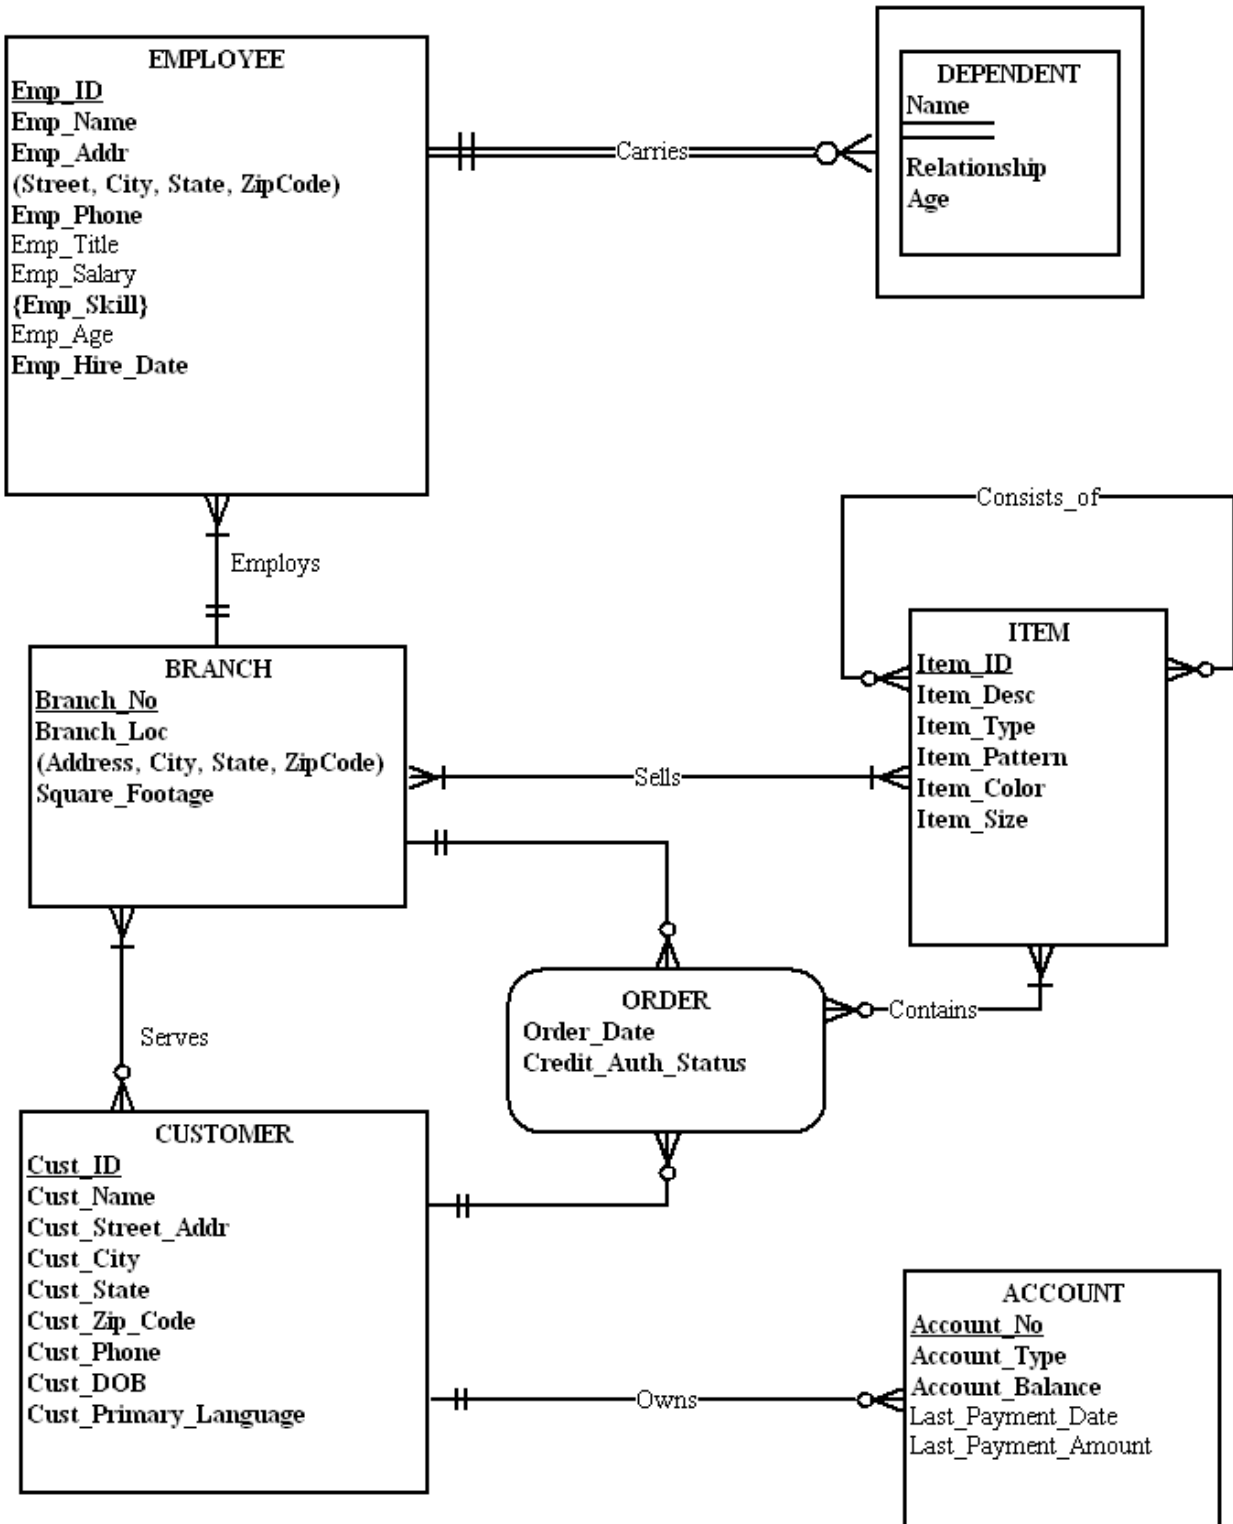 EMPLOYEE
Emp_ID
Emp_Name
Emp_Addr
(Street, City, State, ZipCode)
Emp_Phone
Emp_Title
Emp_Salary
{Emp_Skill}
Emp_Age
Emp_Hire_Date
Carries
DEPENDENT
Name
Relationship
Age
Employs
Consists_of
BRANCH
Branch_No
Branch_Loc
(Address, City, State, ZipCode)
Square_Footage
Sells
ITEM
Item_ID
Item_Desc
Item_Type
Item_Pattern
Item_Color
Item_Size
Serves
ORDER
Order_Date
Credit_Auth_Status
Contains
CUSTOMER
Cust_ID
Cust_Name
Cust_Street_Addr
Cust_City
Cust_State
Cust_Zip_Code
Cust_Phone
Cust_DOB
Cust_Primary_Language
Owns
ACCOUNT
Account_No
Account_Type
Account_Balance
Last_Payment_Date
Last_Payment_Amount